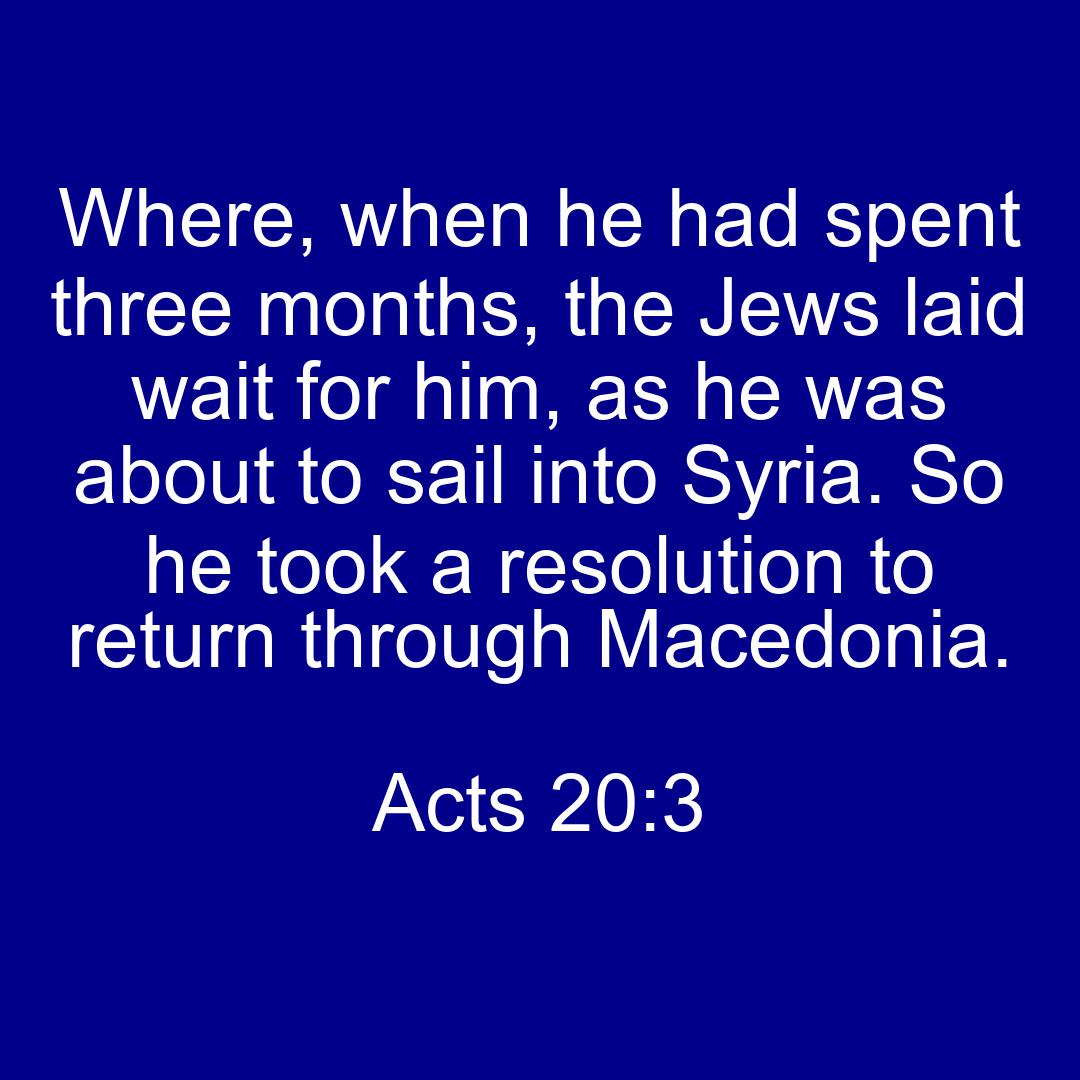 Where, when he had spent
three months, the Jews laid
wait for him, as he was
about to sail into Syria. So
he took a resolution to
return through Macedonia.
Acts 20:3